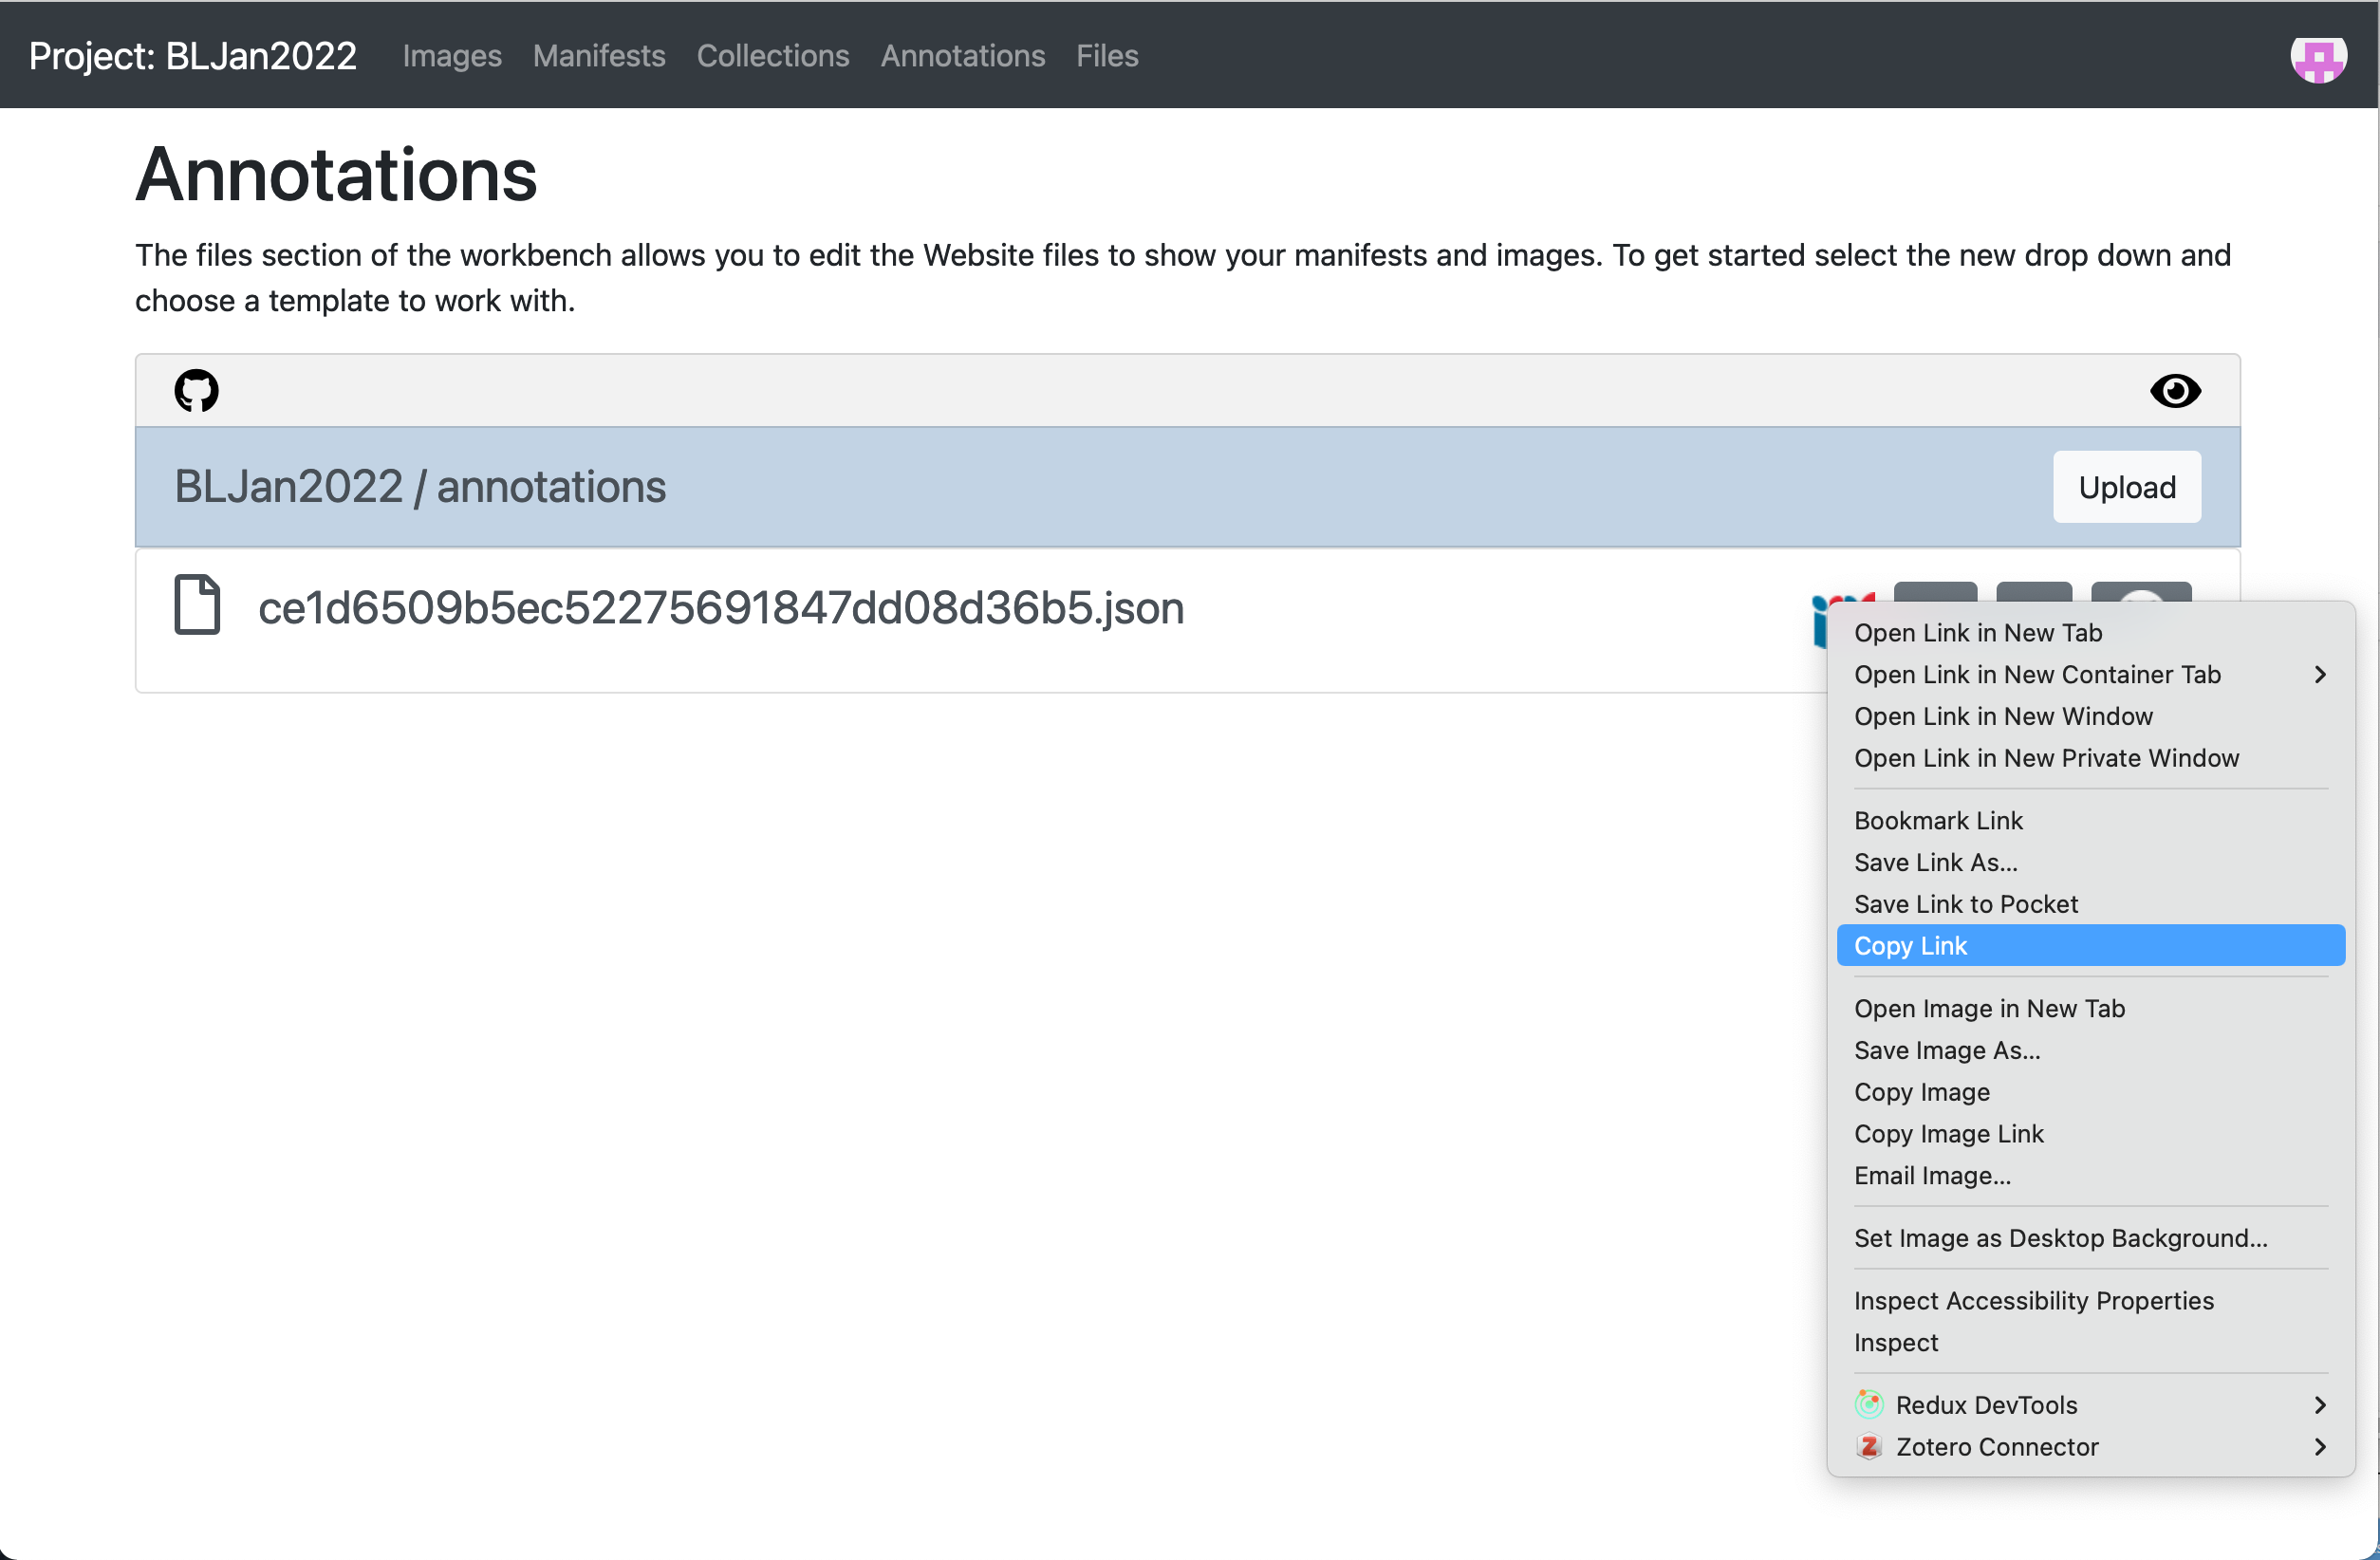 Project: BLJan2022 Images Manifests Collections Annotations Files
Annotations
The files section of the workbench allows you to edit the Website files to show your manifests and images. To get started select the new drop down and
choose a template to work with.
BLJan2022 / annotations Upload
ce1d6509b5ec52275691847dd08d36b5.json
Open Link in New Tab
Open Link in New Container Tab
Open Link in New Window
Open Link in New Private Window
Bookmark Link
Save Link As...
Save Link to Pocket
Copy Link
Open Image in New Tab
Save Image As...
Copy Image
Copy Image Link
Email Image...
Set Image as Desktop Background...
Inspect Accessibility Properties
Inspect
Redux DevTools
Z Zotero Connector